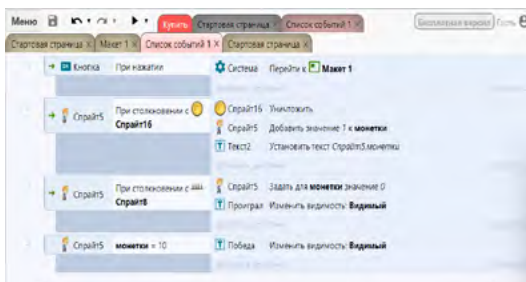 Меню Купить Стартовая страница × Список событий 1 × Бесплатная версия Гость
Стартовая страница × Макет 1 × Список событий 1 × Стартовая страница ×
Кнопка При нажатии Система Перейти к Макет 1
Спрайт5 При столкновении с Спрайт16 Уничтожить
Спрайт16 Спрайт5 Добавить значение 1 к монетки
Текст2 Установить текст Спрайт5.монетки
Спрайт5 При столкновении с Спрайт5 Задать для монетки значение 0
Спрайт8 Проиграл Изменить видимость: Видимый
Спрайт5 монетки = 10 Победа Изменить видимость: Видимый